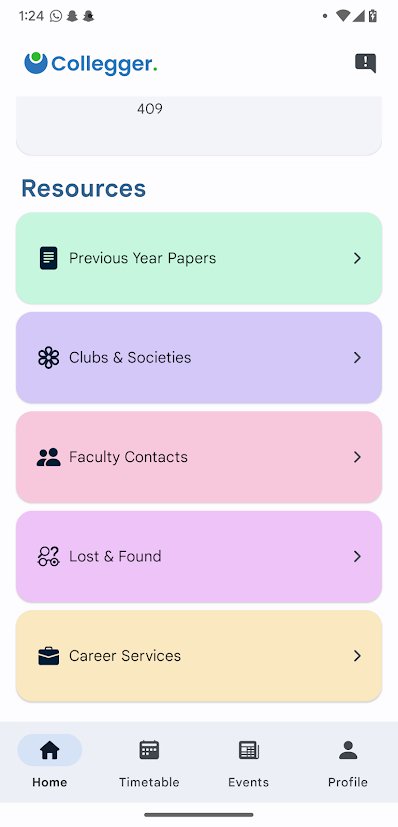 1:24
Collegger.
409
Resources
Previous Year Papers
Clubs & Societies
Faculty Contacts
Lost & Found
Career Services
Home Timetable Events Profile